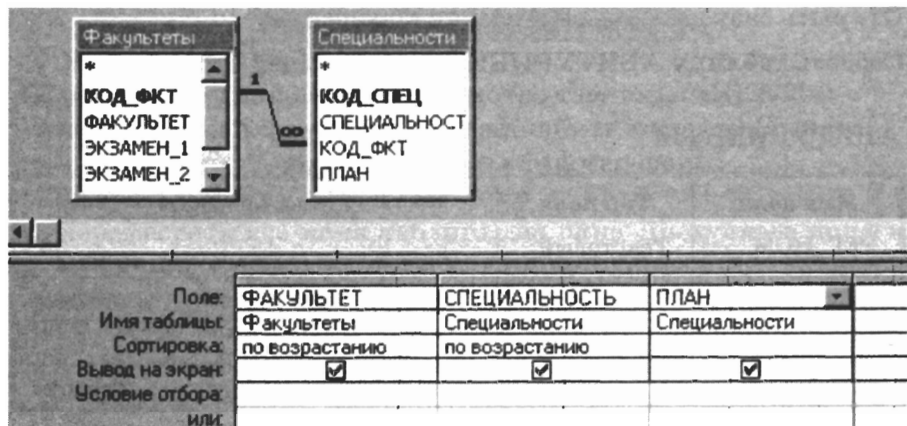 Факультеты Специальности
* *
КОД_ФКТ КОД_СПЕЦ
ФАКУЛЬТЕТ СПЕЦИАЛЬНОСТ
ЭКЗАМЕН_1 КОД_ФКТ
ЭКЗАМЕН_2 ПЛАН
1
∞
Поле: ФАКУЛЬТЕТ СПЕЦИАЛЬНОСТЬ ПЛАН
Имя таблицы: Факультеты Специальности Специальности
Сортировка: по возрастанию по возрастанию
Вывод на экран:
Условие отбора:
или: